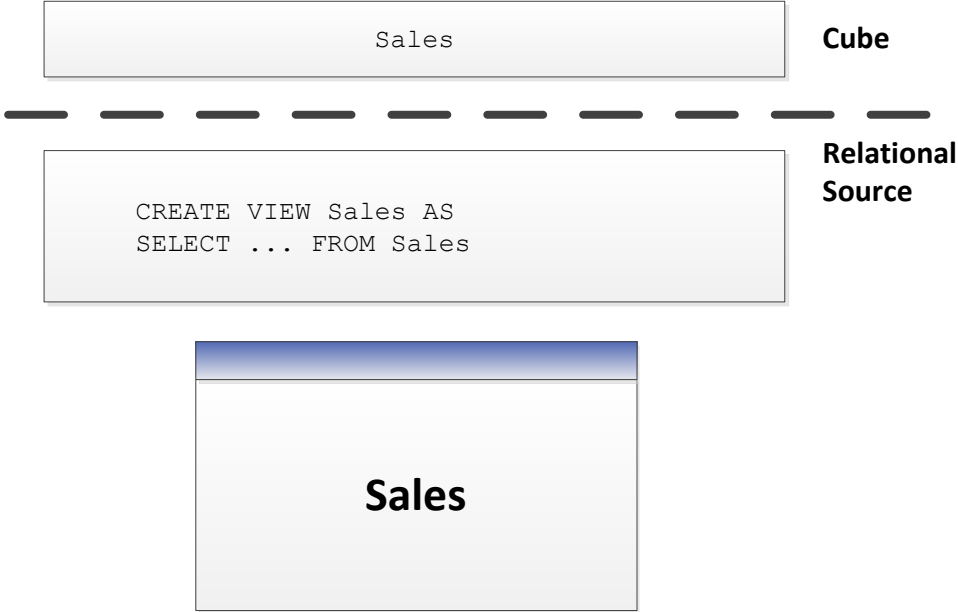 Sales
Cube
Relational
Source
CREATE VIEW Sales AS
SELECT ... FROM Sales
Sales